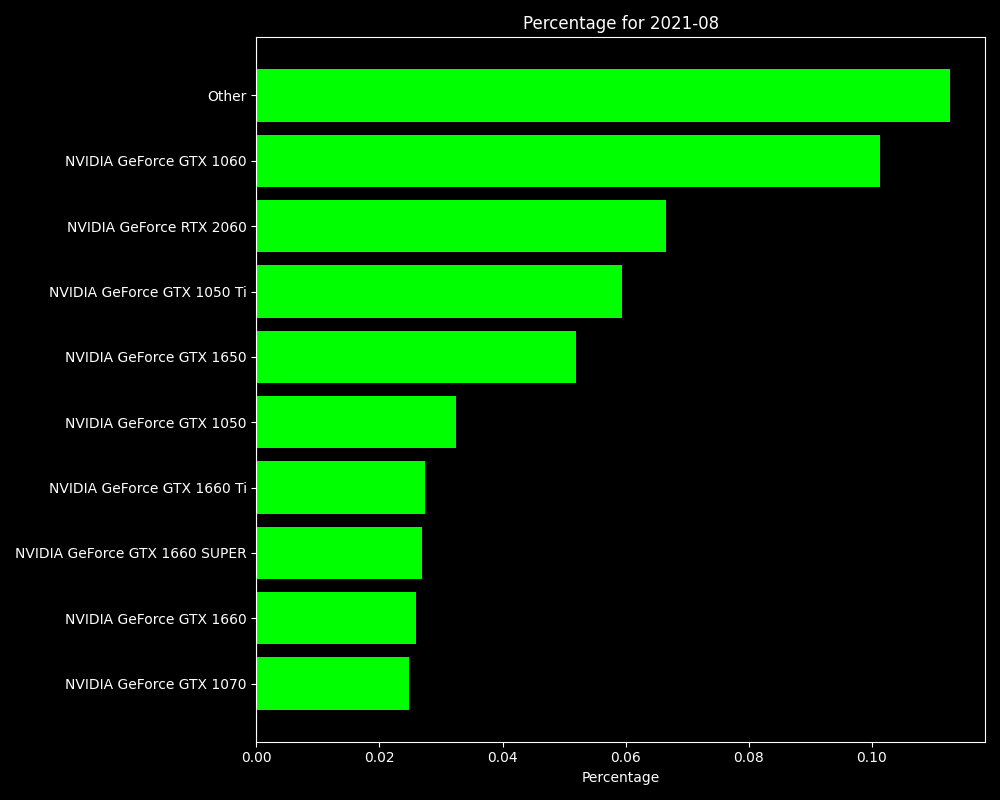 Percentage for 2021-08
Other
NVIDIA GeForce GTX 1060
NVIDIA GeForce RTX 2060
NVIDIA GeForce GTX 1050 Ti
NVIDIA GeForce GTX 1650
NVIDIA GeForce GTX 1050
NVIDIA GeForce GTX 1660 Ti
NVIDIA GeForce GTX 1660 SUPER
NVIDIA GeForce GTX 1660
NVIDIA GeForce GTX 1070
0.00 0.02 0.04 0.06 0.08 0.10
Percentage